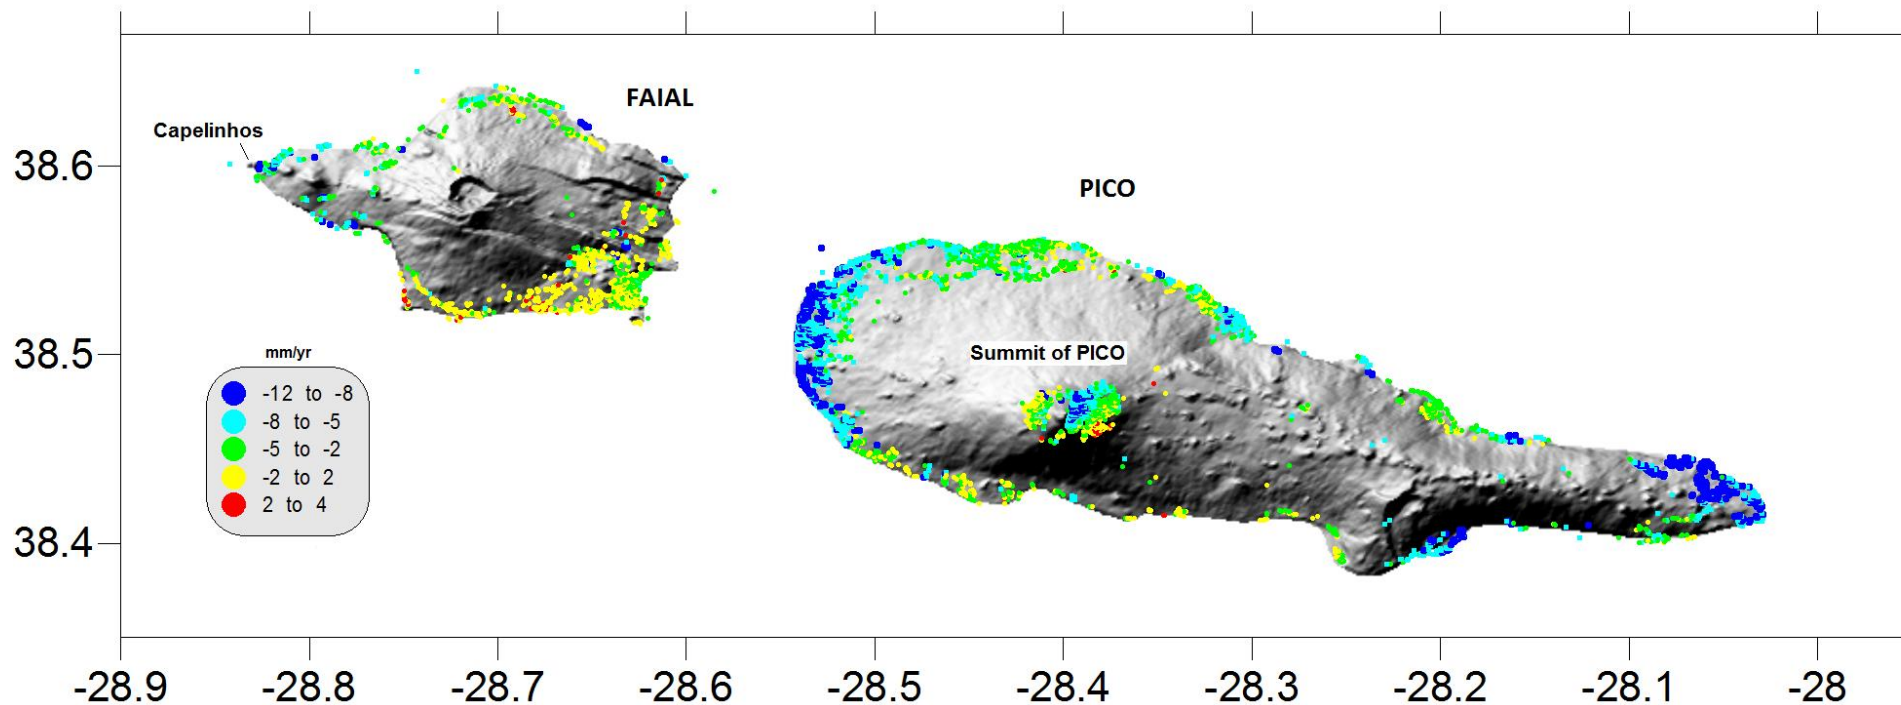 FAIAL
Capelinhos
38.6
PICO
38.5
Summit of PICO
mm/yr
-12 to -8
-8 to -5
-5 to -2
-2 to 2
2 to 4
38.4
-28.9 -28.8 -28.7 -28.6 -28.5 -28.4 -28.3 -28.2 -28.1 -28